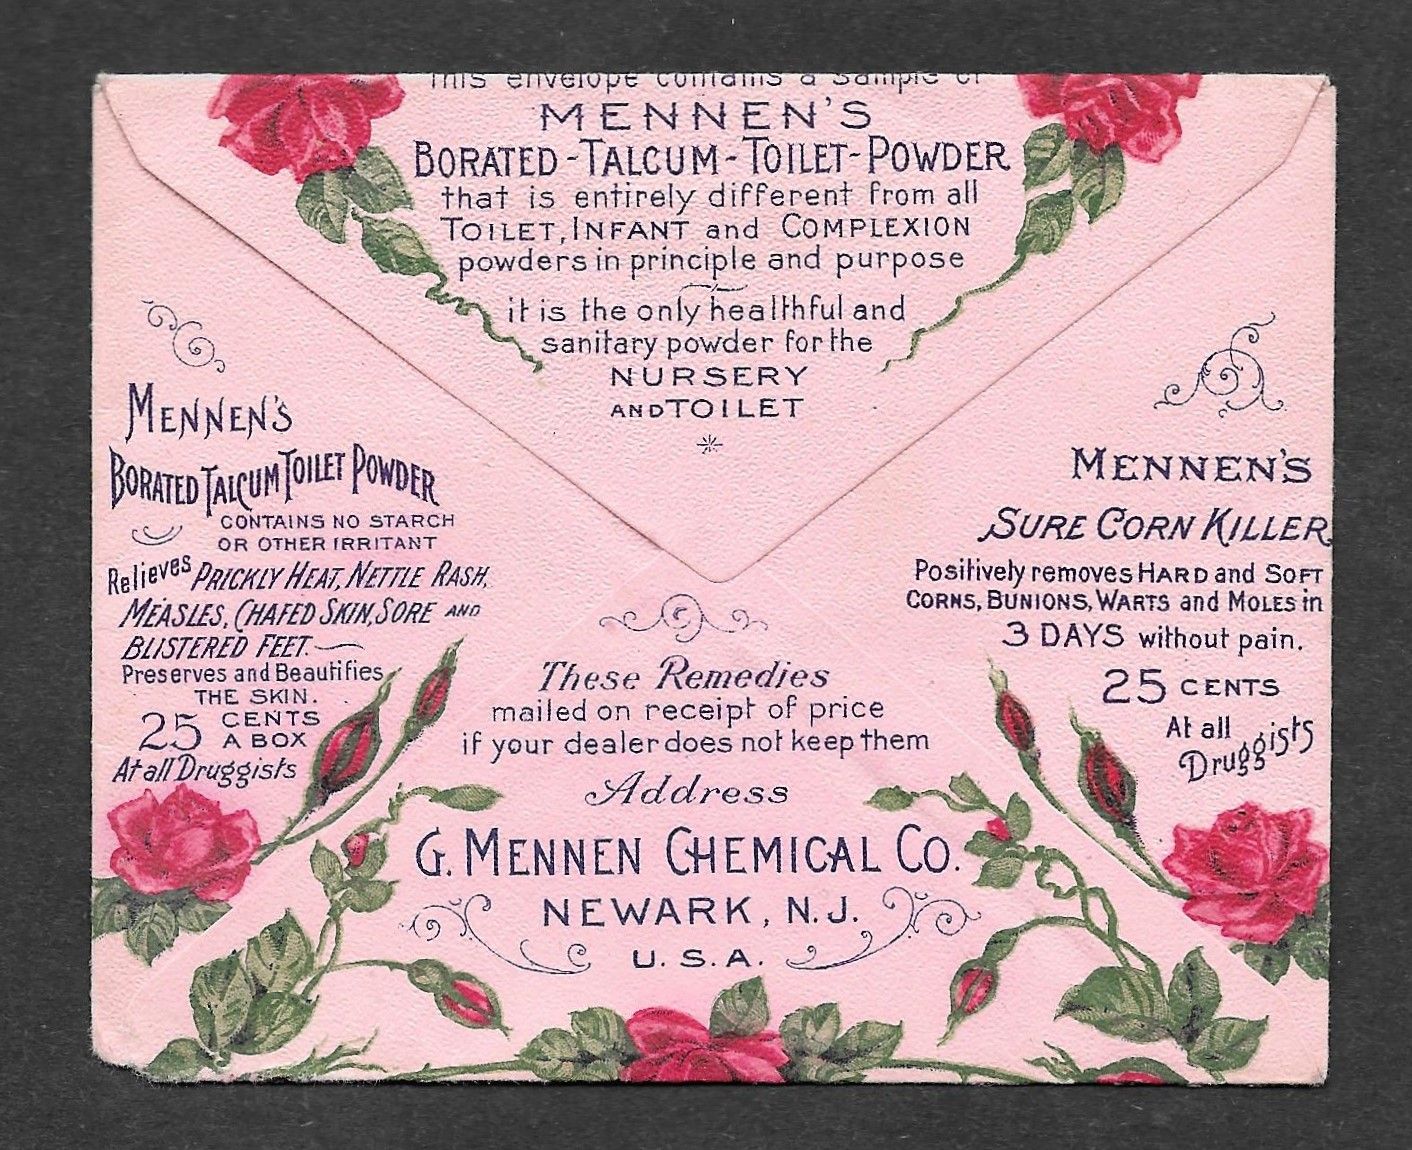 This envelope contains a sample of
MENNEN'S
BORATED-TALCUM-TOILET-POWDER
that is entirely different from all
TOILET, INFANT and COMPLEXION
powders in principle and purpose
it is the only healthful and
sanitary powder for the
NURSERY
AND TOILET
MENNEN'S
BORATED TALCUM TOILET POWDER
CONTAINS NO STARCH
OR OTHER IRRITANT
Relieves PRICKLY HEAT, NETTLE RASH,
MEASLES, CHAFED SKIN, SORE AND
BLISTERED FEET.
Preserves and Beautifies
THE SKIN.
25 CENTS
A BOX
At all Druggists
MENNEN'S
SURE CORN KILLER
Positively removes HARD and SOFT
CORNS, BUNIONS, WARTS and MOLES in
3 DAYS without pain.
25 CENTS
At all
Druggists
These Remedies
mailed on receipt of price
if your dealer does not keep them
Address
G. MENNEN CHEMICAL CO.
NEWARK, N.J.
U.S.A.